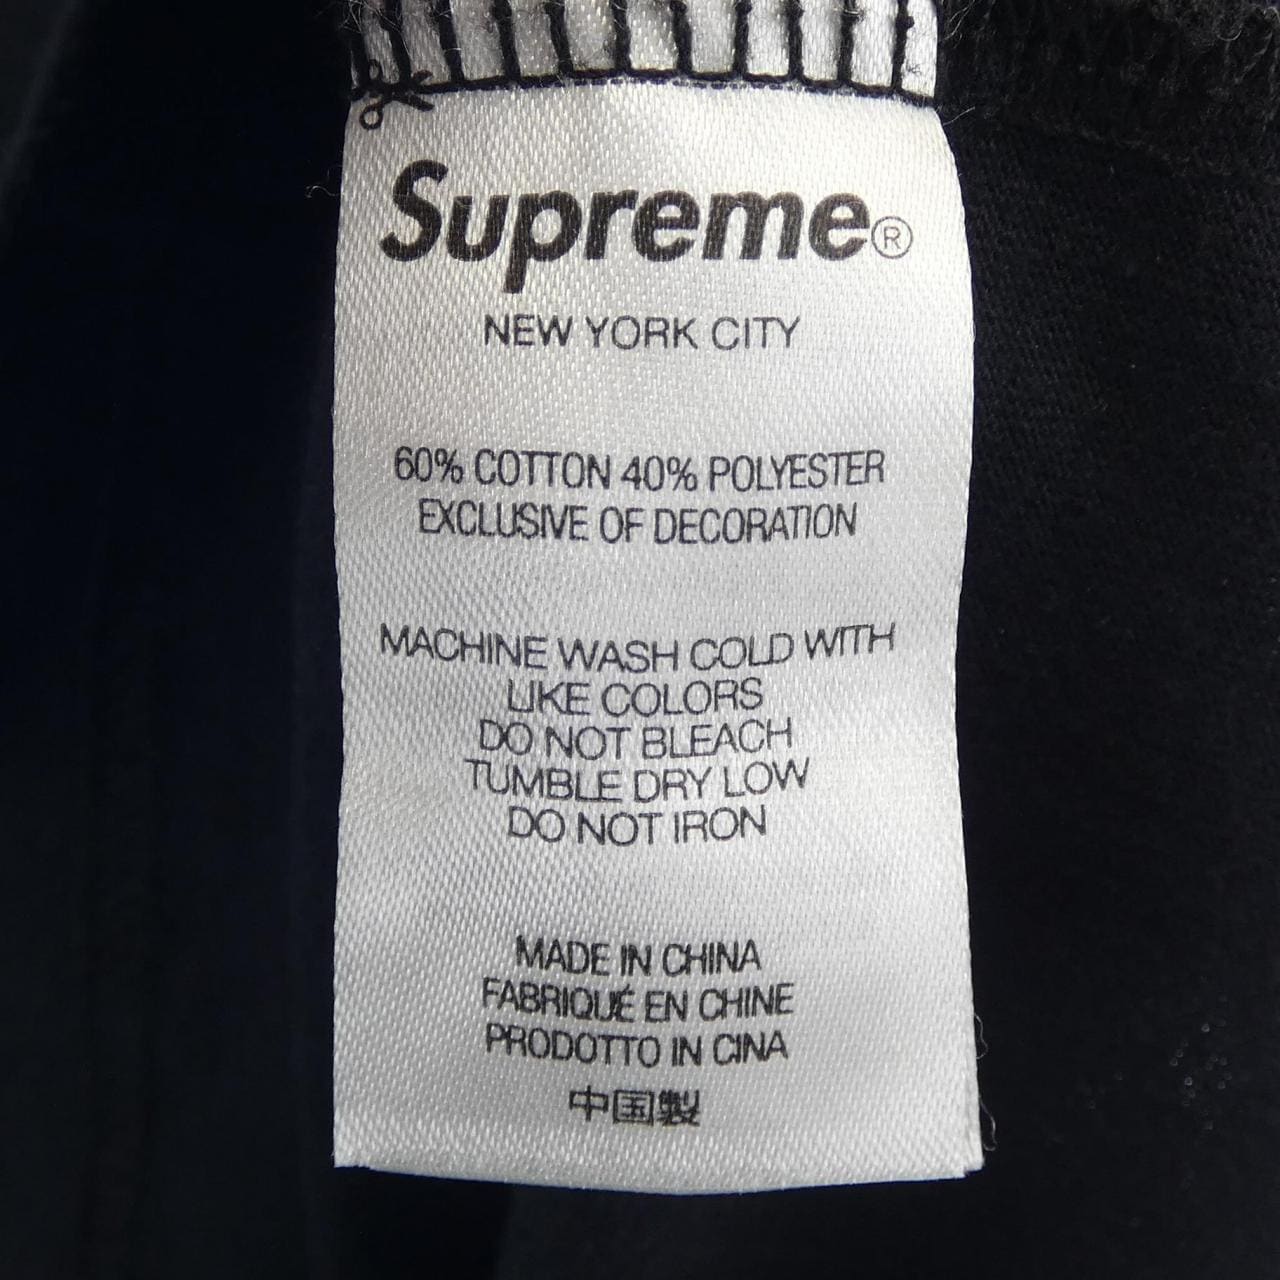 Supreme®
NEW YORK CITY
60% COTTON 40% POLYESTER
EXCLUSIVE OF DECORATION
MACHINE WASH COLD WITH
LIKE COLORS
DO NOT BLEACH
TUMBLE DRY LOW
DO NOT IRON
MADE IN CHINA
FABRIQUÉ EN CHINE
PRODOTTO IN CINA
中国製